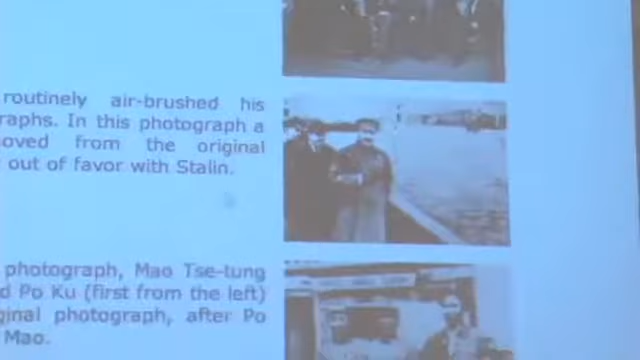 routinely air-brushed his
raphs. In this photograph a
oved from the original
out of favor with Stalin.
photograph, Mao Tse-tung
d Po Ku (first from the left)
ginal photograph, after Po
Mao.